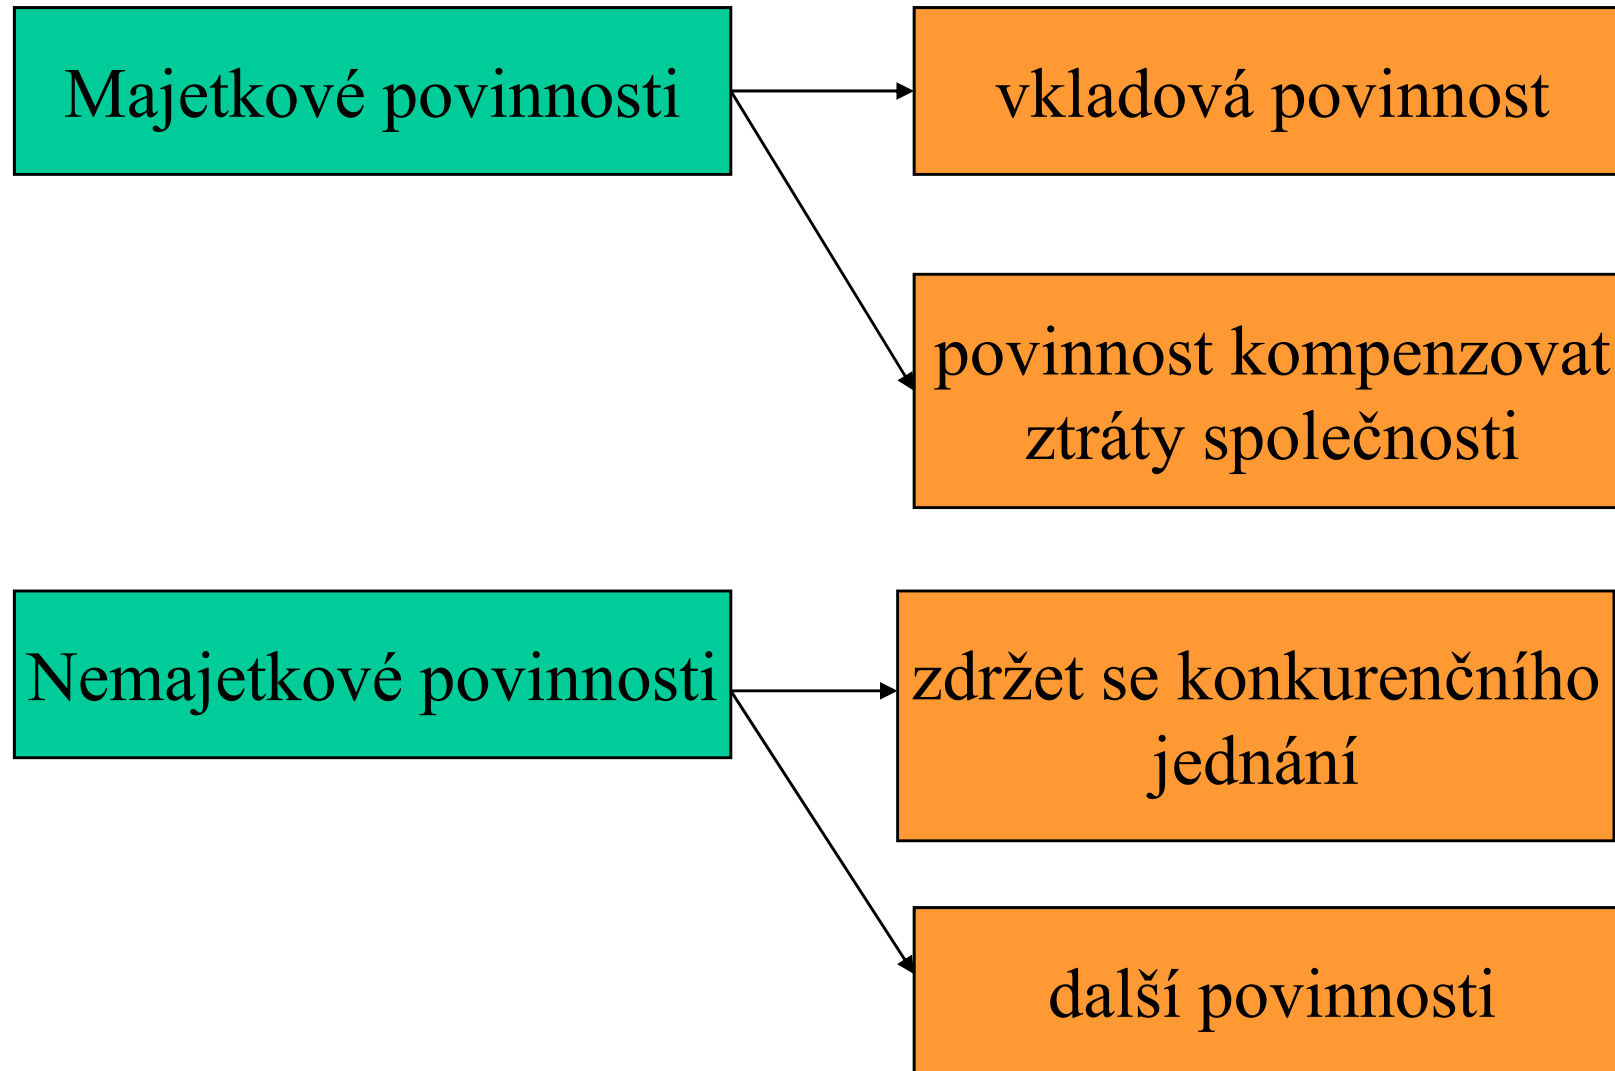 Majetkové povinnosti
vkladová povinnost
povinnost kompenzovat
ztráty společnosti
Nemajetkové povinnosti
zdržet se konkurenčního
jednání
další povinnosti